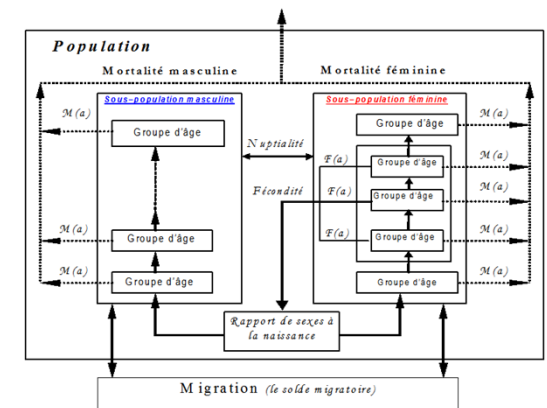 Population
Mortalité masculine
Mortalité féminine
Sous-population masculine
Sous-population féminine
M(a)
Groupe d'âge
Groupe d'âge
M(a)
Nuptialité
F(a)
Groupe d'âge
M(a)
Fécondité
F(a)
Groupe d'âge
M(a)
M(a)
Groupe d'âge
F(a)
Groupe d'âge
M(a)
M(a)
Groupe d'âge
Groupe d'âge
M(a)
Rapport de sexes à
la naissance
Migration (le solde migratoire)